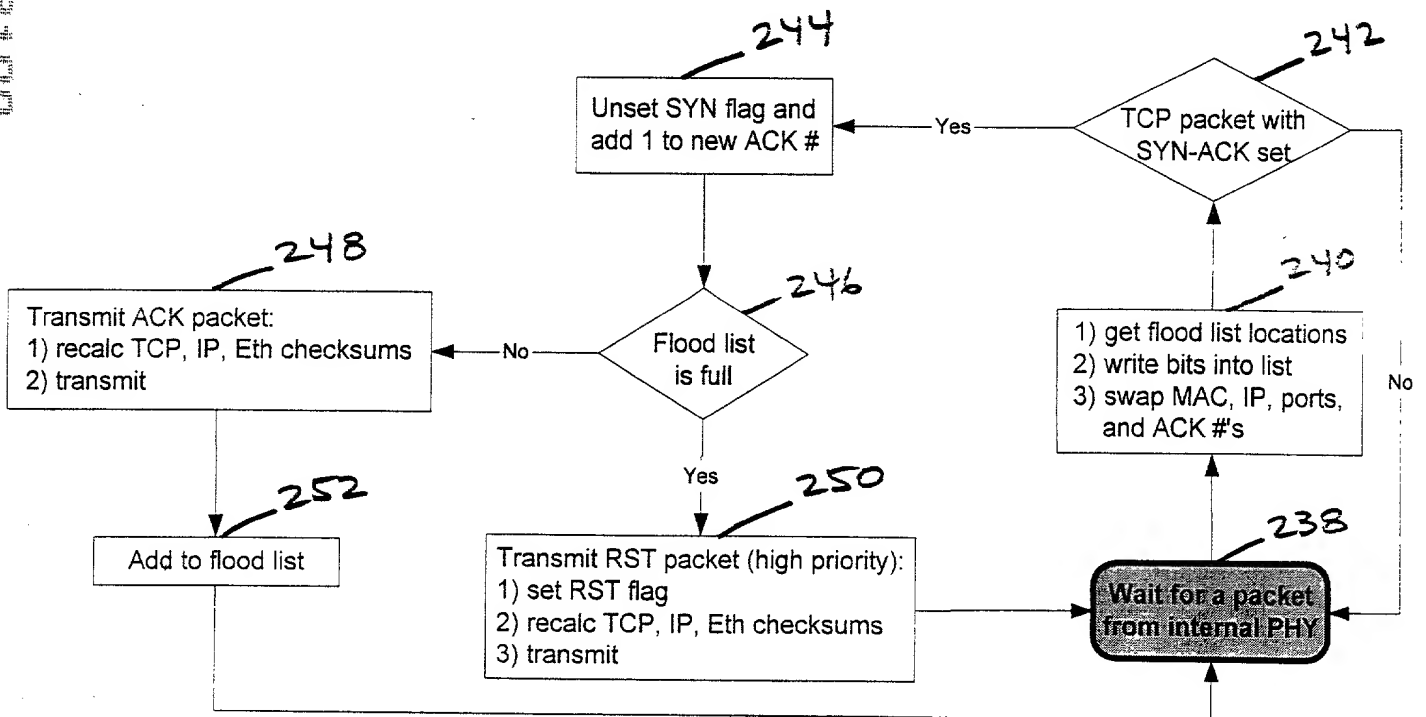 244
242
Unset SYN flag and
add 1 to new ACK #
Yes
TCP packet with
SYN-ACK set
248
246
240
Transmit ACK packet:
1) recalc TCP, IP, Eth checksums
2) transmit
No
Flood list
is full
1) get flood list locations
2) write bits into list
3) swap MAC, IP, ports,
and ACK #'s
No
Yes
252
250
238
Add to flood list
Transmit RST packet (high priority):
1) set RST flag
2) recalc TCP, IP, Eth checksums
3) transmit
Wait for a packet
from internal PHY